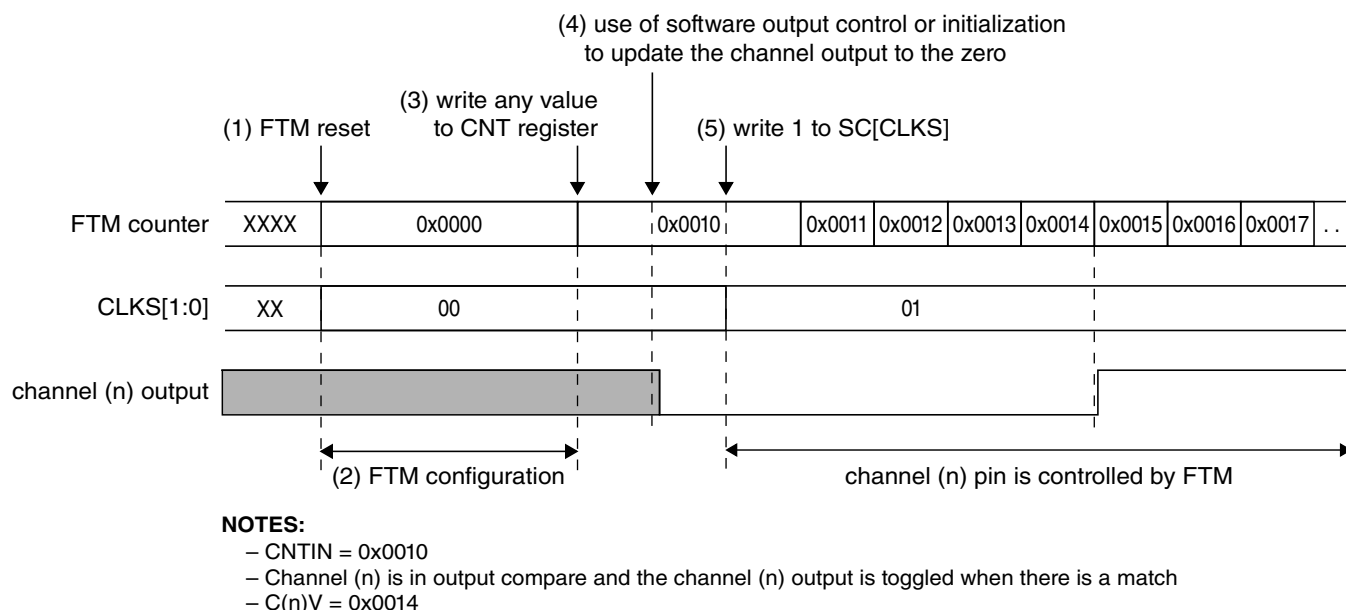 (4) use of software output control or initialization
to update the channel output to the zero
(3) write any value
to CNT register
(1) FTM reset
(5) write 1 to SC[CLKS]
FTM counter XXXX 0x0000 0x0010 0x0011 0x0012 0x0013 0x0014 0x0015 0x0016 0x0017 . .
CLKS[1:0] XX 00 01
channel (n) output
(2) FTM configuration
channel (n) pin is controlled by FTM
NOTES:
– CNTIN = 0x0010
– Channel (n) is in output compare and the channel (n) output is toggled when there is a match
– C(n)V = 0x0014